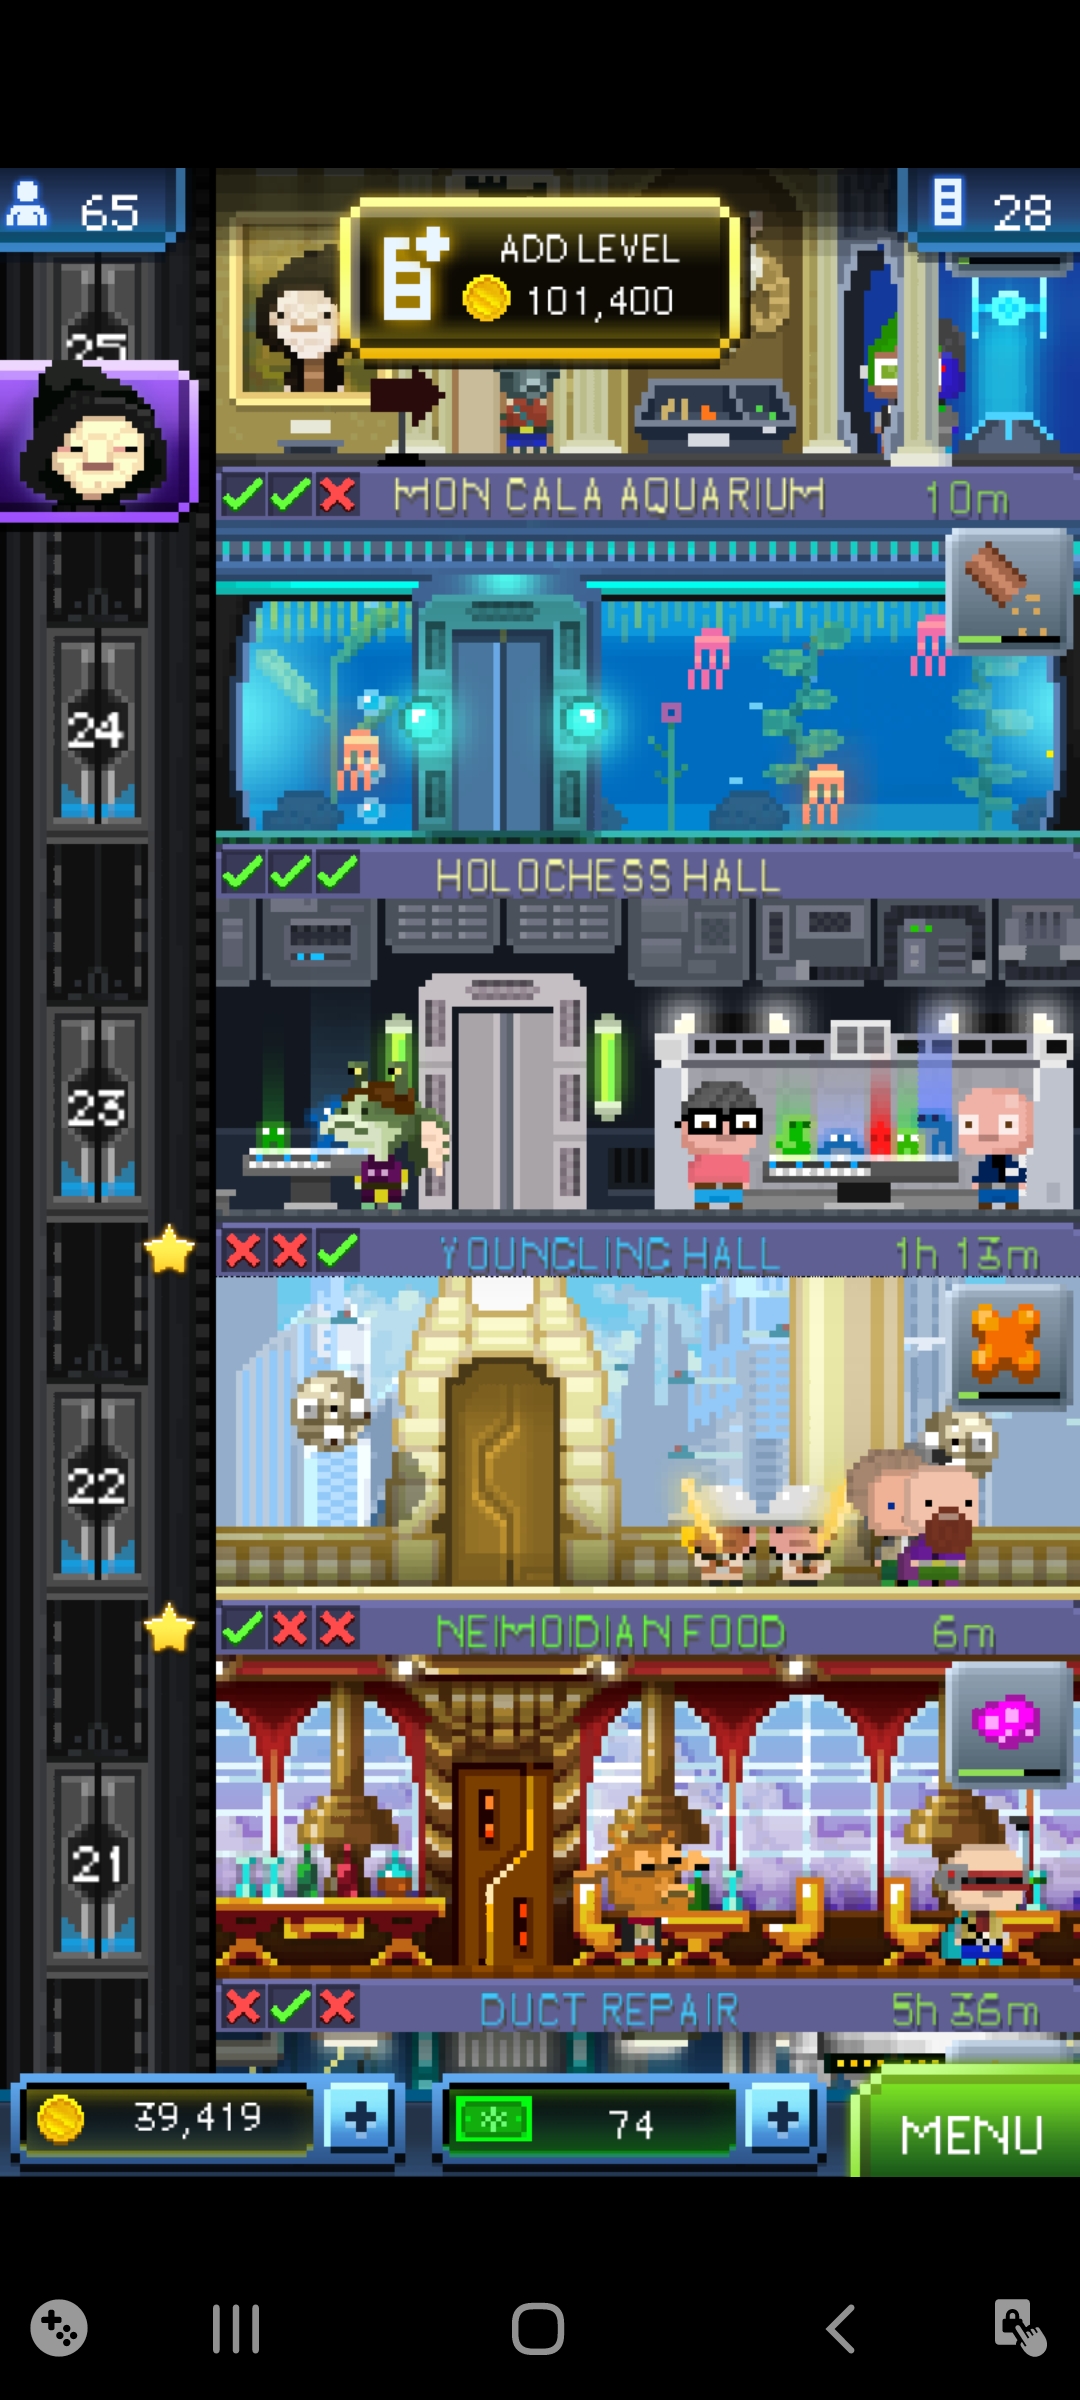 65
ADD LEVEL
101,400
28
25
MON CALA AQUARIUM 10m
24
HOLOCHESS HALL
23
YOUNGLING HALL 1h 13m
22
NEIMOIDIAN FOOD 6m
21
DUCT REPAIR 5h 36m
39,419
74
MENU